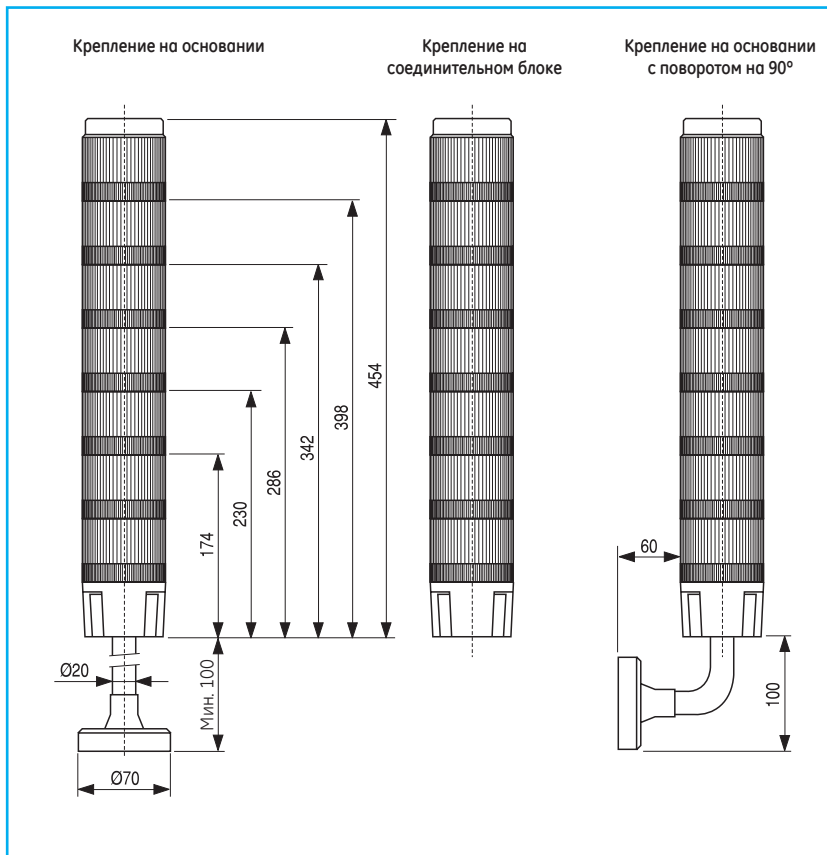 Крепление на основании
Крепление на
соединительном блоке
Крепление на основании
с поворотом на 90°
454
398
342
286
230
174
60
Ø20
Мин. 100
100
Ø70